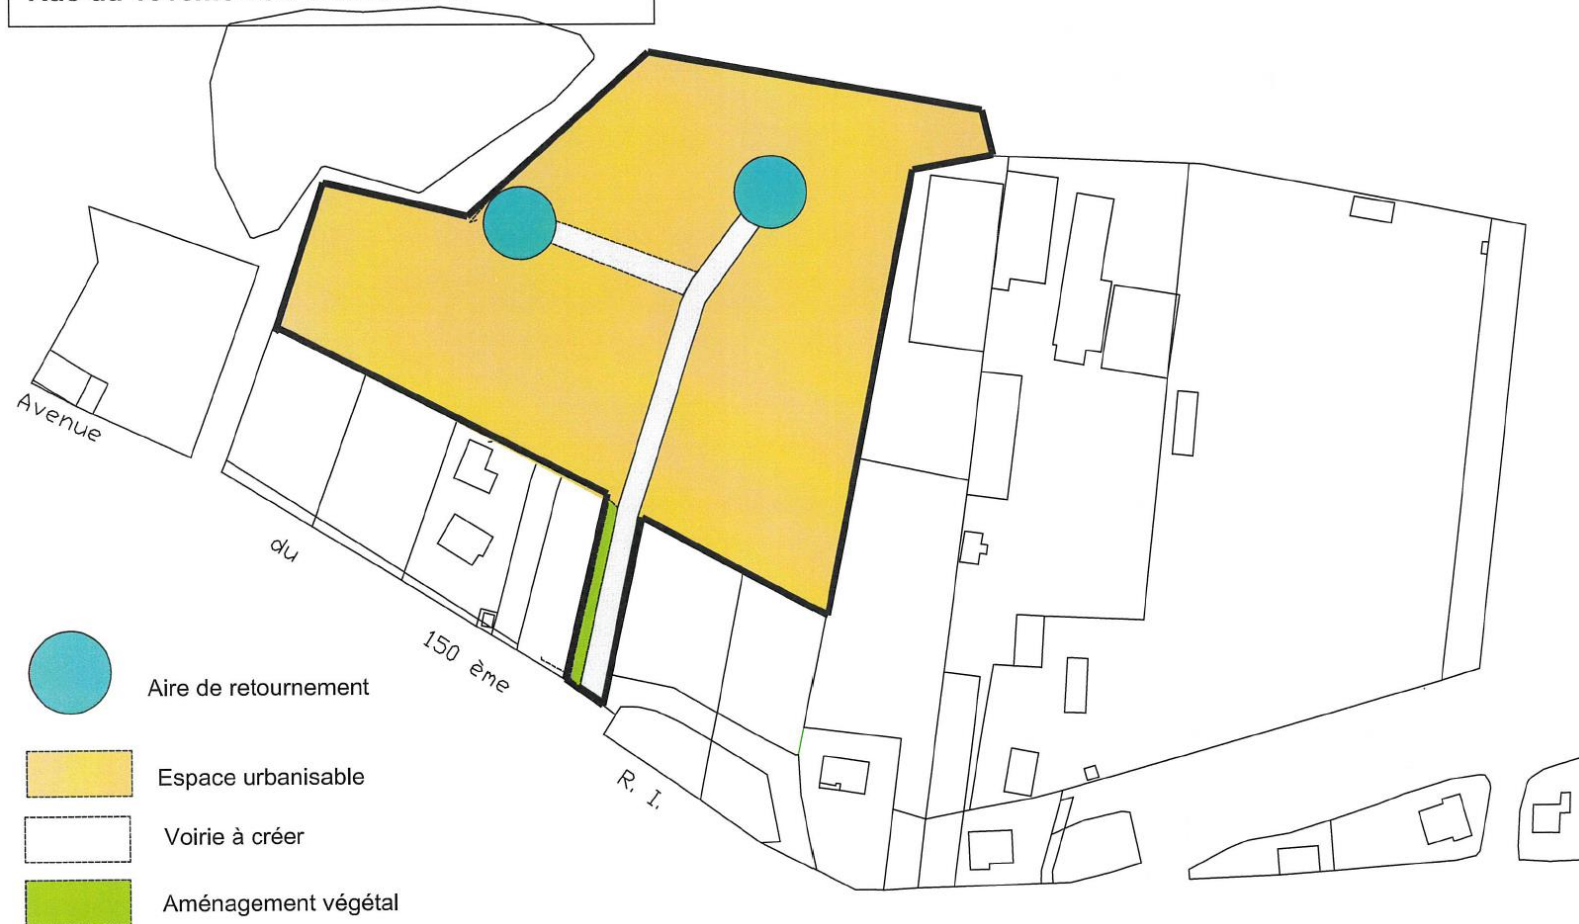 Avenue
du
150 ème
R. I.
Aire de retournement
Espace urbanisable
Voirie à créer
Aménagement végétal